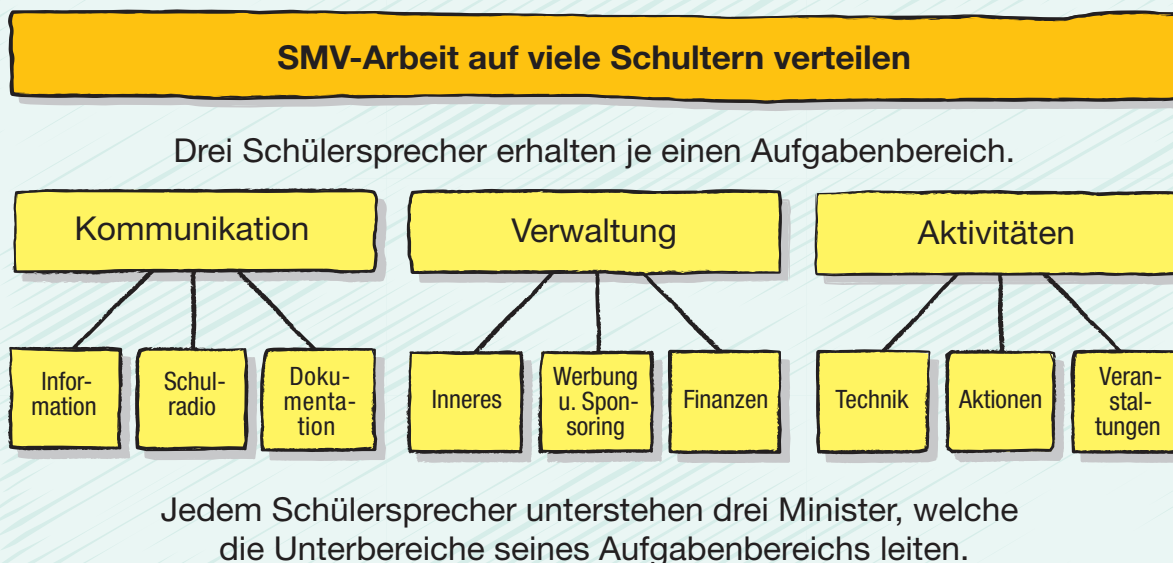 SMV-Arbeit auf viele Schultern verteilen
Drei Schülersprecher erhalten je einen Aufgabenbereich.
Kommunikation
Verwaltung
Aktivitäten
Infor-
mation
Schul-
radio
Doku-
menta-
tion
Inneres
Werbung
u. Spon-
soring
Finanzen
Technik
Aktionen
Veran-
stal-
tungen
Jedem Schülersprecher unterstehen drei Minister, welche
die Unterbereiche seines Aufgabenbereichs leiten.